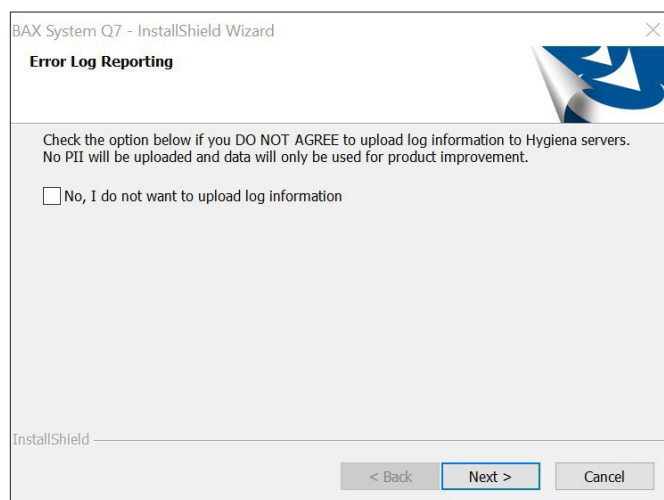 BAX System Q7 - InstallShield Wizard
Error Log Reporting
Check the option below if you DO NOT AGREE to upload log information to Hygiena servers.
No PII will be uploaded and data will only be used for product improvement.
No, I do not want to upload log information
InstallShield
< Back Next > Cancel